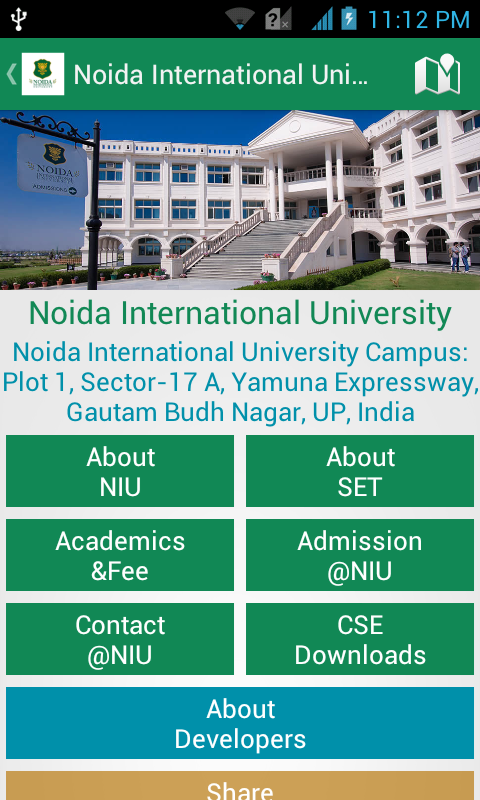 11:12 PM
Noida International Uni...
NOIDA
ADMISSIONS
Noida International University
Noida International University Campus:
Plot 1, Sector-17 A, Yamuna Expressway,
Gautam Budh Nagar, UP, India
About
NIU
About
SET
Academics
&Fee
Admission
@NIU
Contact
@NIU
CSE
Downloads
About
Developers
Share